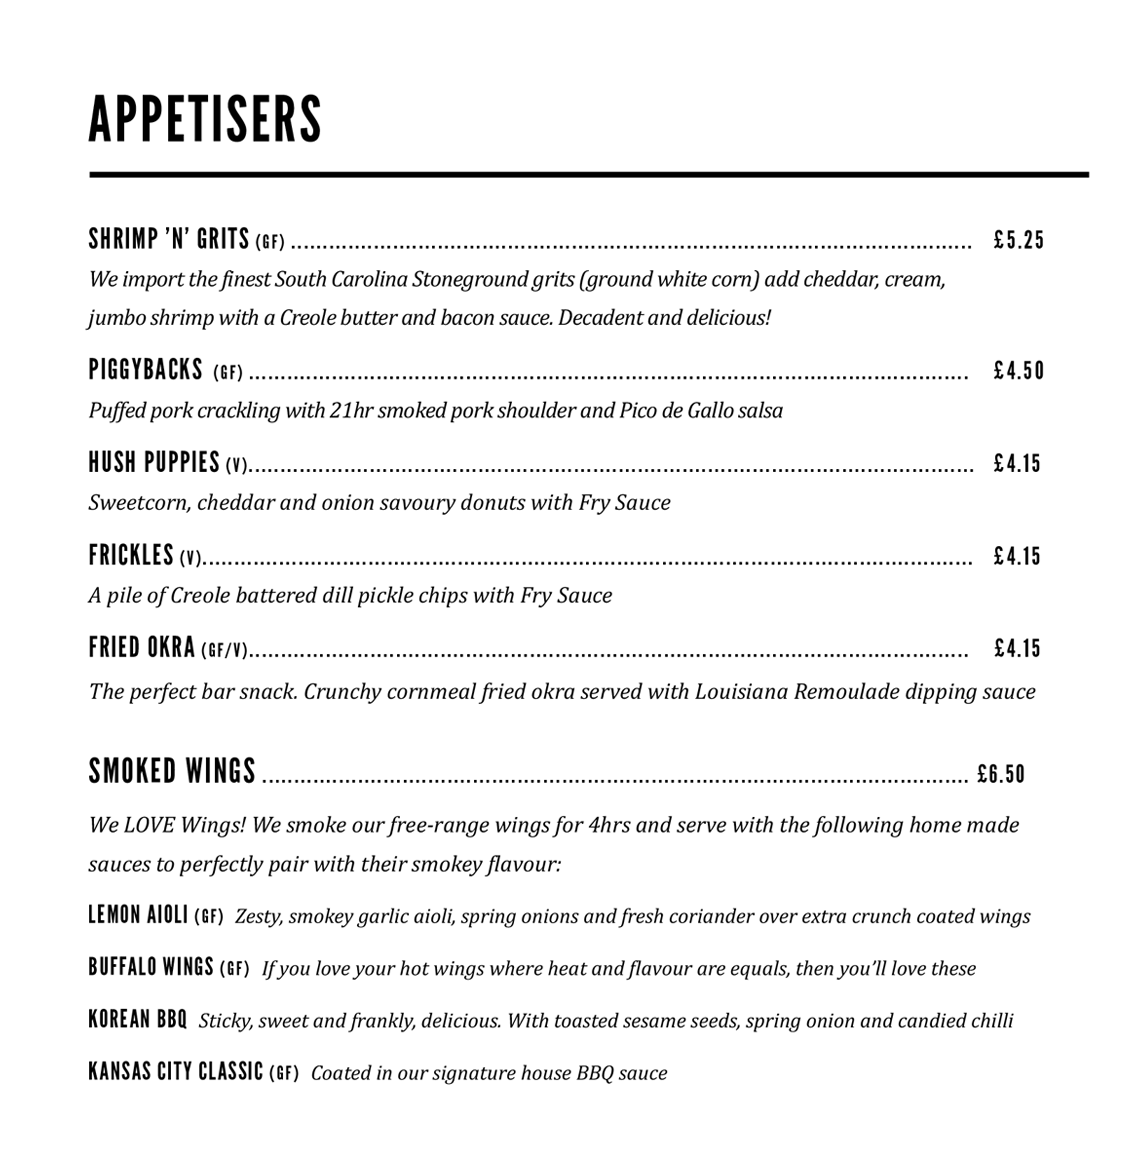 APPETISERS
SHRIMP ’N’ GRITS (GF) ........................................................................................................ £5.25
We import the finest South Carolina Stoneground grits (ground white corn) add cheddar, cream,
jumbo shrimp with a Creole butter and bacon sauce. Decadent and delicious!
PIGGYBACKS (GF) .............................................................................................................. £4.50
Puffed pork crackling with 21hr smoked pork shoulder and Pico de Gallo salsa
HUSH PUPPIES (V)............................................................................................................... £4.15
Sweetcorn, cheddar and onion savoury donuts with Fry Sauce
FRICKLES (V)...................................................................................................................... £4.15
A pile of Creole battered dill pickle chips with Fry Sauce
FRIED OKRA (GF/V).............................................................................................................. £4.15
The perfect bar snack. Crunchy cornmeal fried okra served with Louisiana Remoulade dipping sauce
SMOKED WINGS ............................................................................................................ £6.50
We LOVE Wings! We smoke our free-range wings for 4hrs and serve with the following home made
sauces to perfectly pair with their smokey flavour:
LEMON AIOLI (GF) Zesty, smokey garlic aioli, spring onions and fresh coriander over extra crunch coated wings
BUFFALO WINGS (GF) If you love your hot wings where heat and flavour are equals, then you’ll love these
KOREAN BBQ Sticky, sweet and frankly, delicious. With toasted sesame seeds, spring onion and candied chilli
KANSAS CITY CLASSIC (GF) Coated in our signature house BBQ sauce